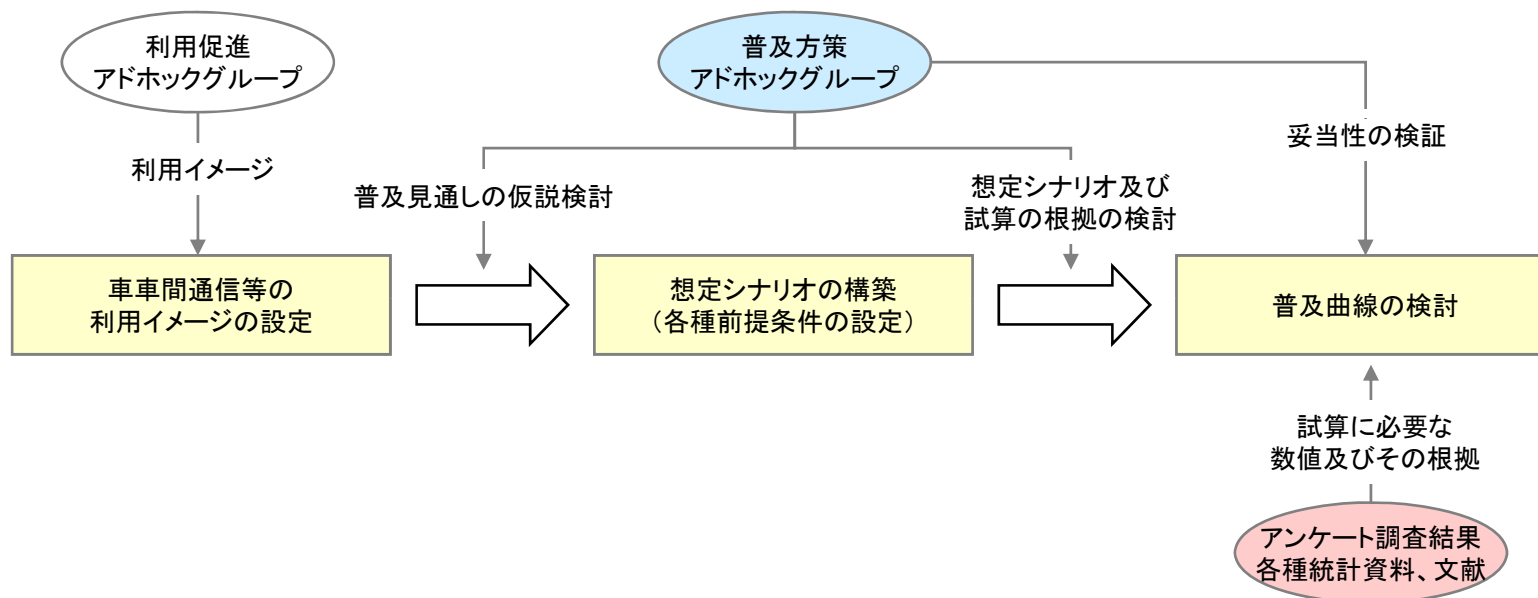 利用促進
アドホックグループ
普及方策
アドホックグループ
利用イメージ
普及見通しの仮説検討
想定シナリオ及び
試算の根拠の検討
妥当性の検証
車車間通信等の
利用イメージの設定
想定シナリオの構築
（各種前提条件の設定）
普及曲線の検討
試算に必要な
数値及びその根拠
アンケート調査結果
各種統計資料、文献